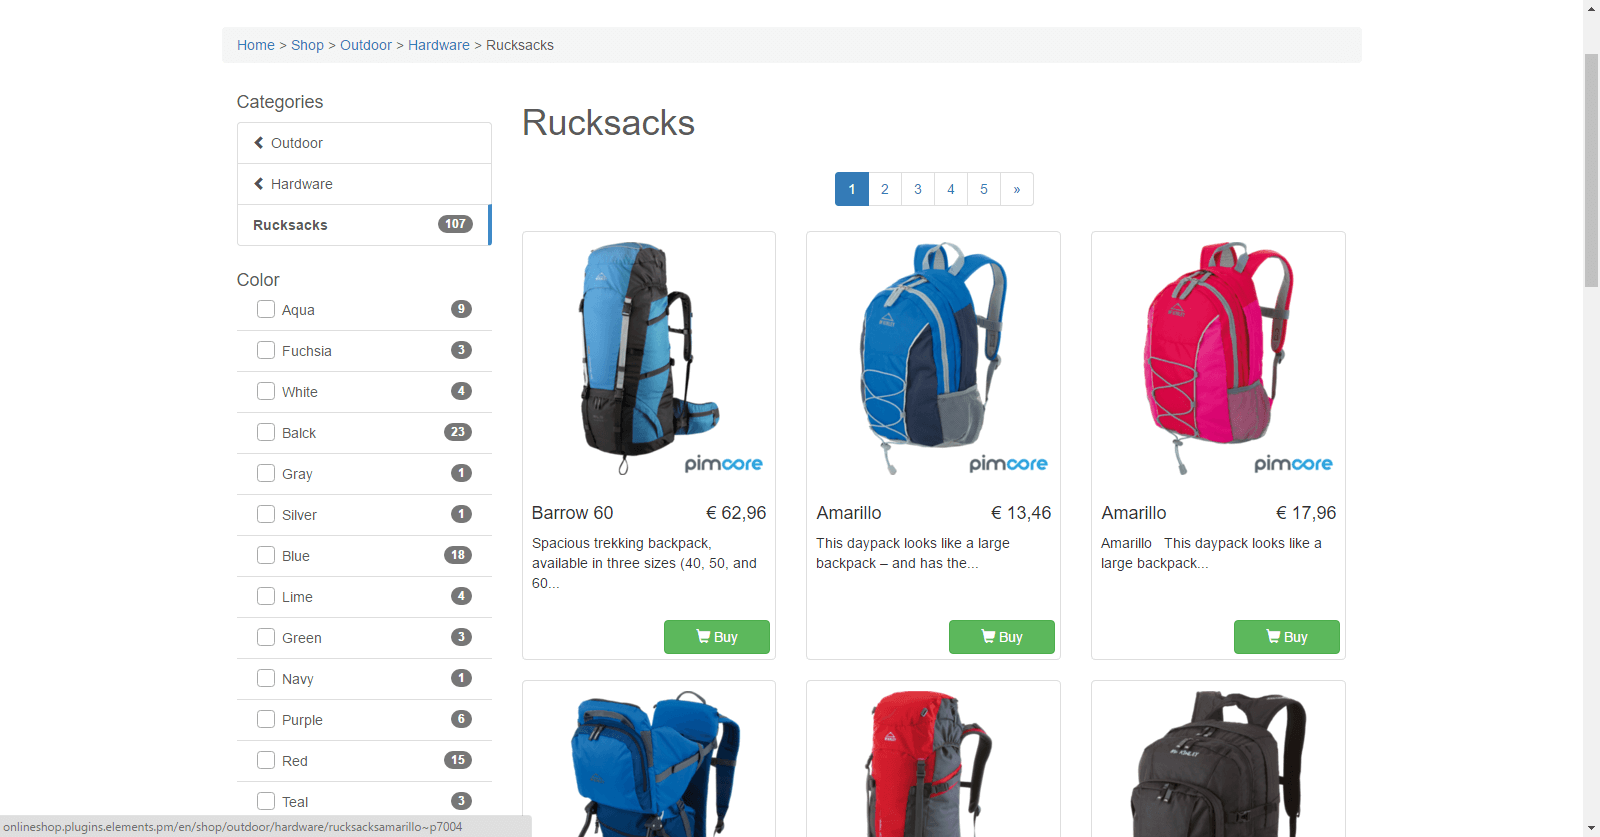 Home > Shop > Outdoor > Hardware > Rucksacks
Categories
Outdoor
Hardware
Rucksacks 107
Color
Aqua 9
Fuchsia 3
White 4
Balck 23
Gray 1
Silver 1
Blue 18
Lime 4
Green 3
Navy 1
Purple 6
Red 15
Teal 3
Rucksacks
1 2 3 4 5 »
pimcore
Barrow 60 € 62,96
Spacious trekking backpack,
available in three sizes (40, 50, and
60...
Buy
pimcore
Amarillo € 13,46
This daypack looks like a large
backpack – and has the...
Buy
pimcore
Amarillo € 17,96
Amarillo This daypack looks like a
large backpack...
Buy
onlineshop.plugins.elements.pm/en/shop/outdoor/hardware/rucksacksamarillo~p7004